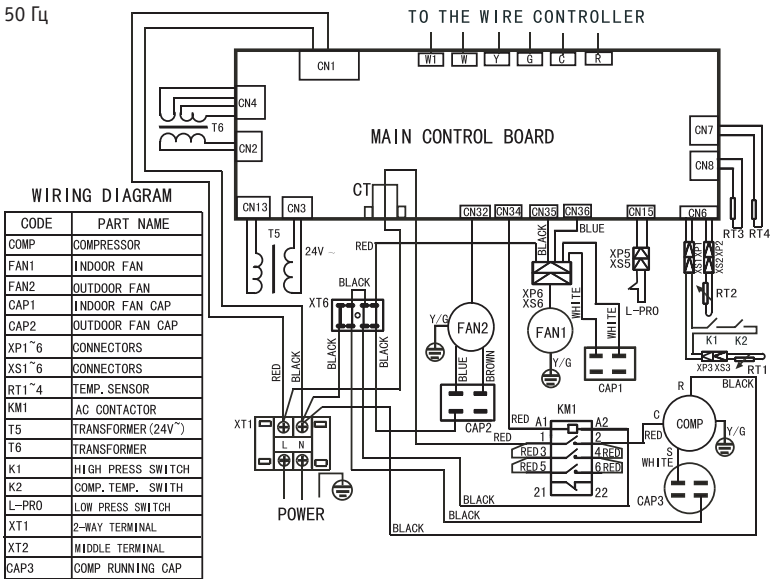 50 Гц
TO THE WIRE CONTROLLER
W1 W Y G C R
CN1
CN4
T6
CN2
MAIN CONTROL BOARD
CN7
CN8
CT
CN13 CN3 CN32 CN34 CN35 CN36 CN15 CN6
RT3 RT4
T5
24V ~
RED
BLACK
BLUE
XP5
XS5
XS1 XP1
XS2 XP2
WIRING DIAGRAM
CODE PART NAME
COMP COMPRESSOR
FAN1 INDOOR FAN
FAN2 OUTDOOR FAN
CAP1 INDOOR FAN CAP
CAP2 OUTDOOR FAN CAP
XP1~6 CONNECTORS
XS1~6 CONNECTORS
RT1~4 TEMP. SENSOR
KM1 AC CONTACTOR
T5 TRANSFORMER(24V~)
T6 TRANSFORMER
K1 HIGH PRESS SWITCH
K2 COMP. TEMP. SWITH
L-PRO LOW PRESS SWITCH
XT1 2-WAY TERMINAL
XT2 MIDDLE TERMINAL
CAP3 COMP RUNNING CAP
BLACK
XT6
XP6
XS6
WHITE
WHITE
L-PRO
RT2
Y/G
FAN2
FAN1
Y/G
K1 K2
RED
BLACK
BLACK
BLACK
BLACK
BLUE
BROWN
CAP1
XP3 XS3 RT1
BLACK
XT1
L N
POWER
CAP2
KM1
RED A1 A2
RED 1 2 RED
RED 3 4 RED
RED 5 6 RED
21 22
R
C
COMP
Y/G
S
WHITE
CAP3
BLACK
BLACK
BLACK